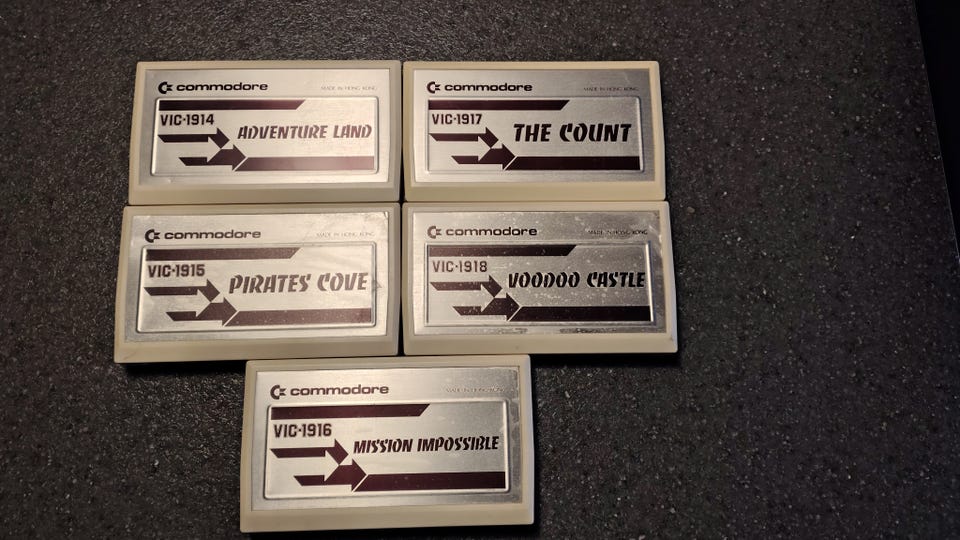 commodore MADE IN HONG KONG
VIC-1914
ADVENTURE LAND
commodore MADE IN HONG KONG
VIC-1917
THE COUNT
commodore MADE IN HONG KONG
VIC-1915
PIRATES COVE
commodore MADE IN HONG KONG
VIC-1918
VOODOO CASTLE
commodore MADE IN HONG KONG
VIC-1916
MISSION IMPOSSIBLE